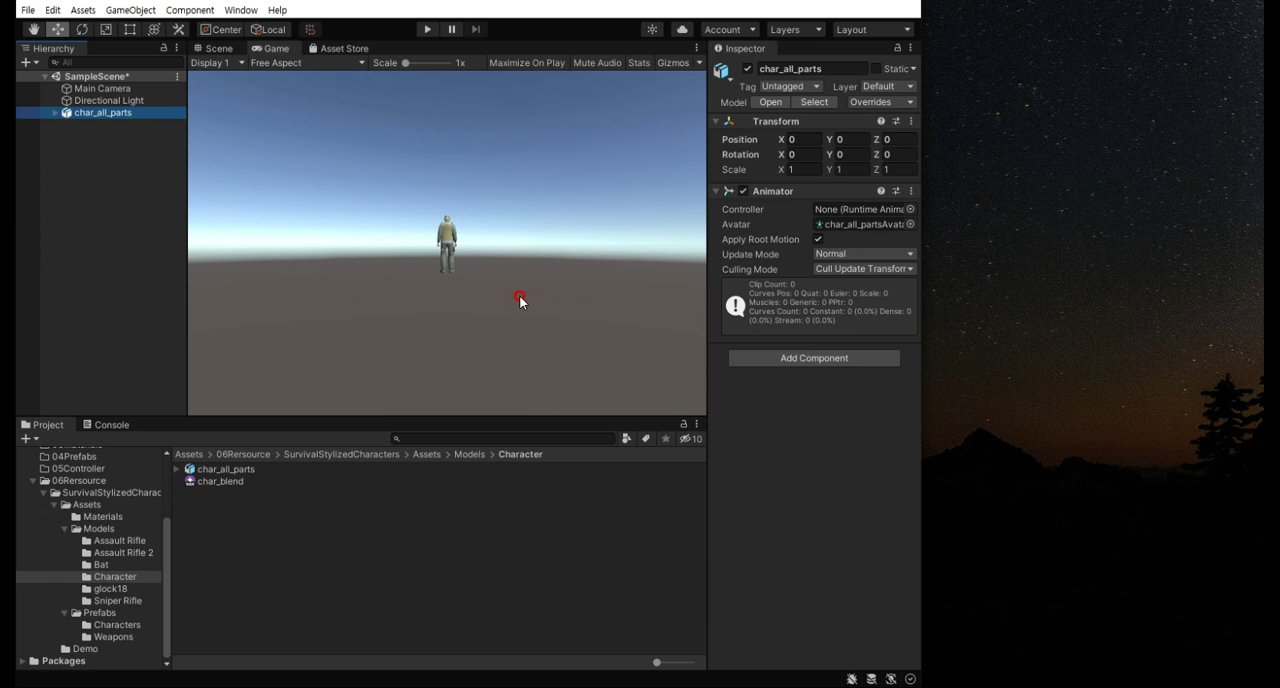 File Edit Assets GameObject Component Window Help
Center Local Account Layers Layout
Hierarchy
All
SampleScene*
Main Camera
Directional Light
char_all_parts
Scene Game Asset Store
Display 1 Free Aspect Scale 1x Maximize On Play Mute Audio Stats Gizmos
Inspector
char_all_parts Static
Tag Untagged Layer Default
Model Open Select Overrides
Transform
Position X 0 Y 0 Z 0
Rotation X 0 Y 0 Z 0
Scale X 1 Y 1 Z 1
Animator
Controller None (Runtime Anima
Avatar char_all_partsAvata
Apply Root Motion
Update Mode Normal
Culling Mode Cull Update Transform
Clip Count: 0
Curves Pos: 0 Quat: 0 Euler: 0 Scale: 0
Muscles: 0 Generic: 0 PPtr: 0
Curves Count: 0 Constant: 0 (0.0%) Dense: 0
(0.0%) Stream: 0 (0.0%)
Add Component
Project Console
10
04Prefabs
05Controller
06Rersource
SurvivalStylizedCharac
Assets
Materials
Models
Assault Rifle
Assault Rifle 2
Bat
Character
glock18
Sniper Rifle
Prefabs
Characters
Weapons
Demo
Packages
Assets > 06Rersource > SurvivalStylizedCharacters > Assets > Models > Character
char_all_parts
char_blend